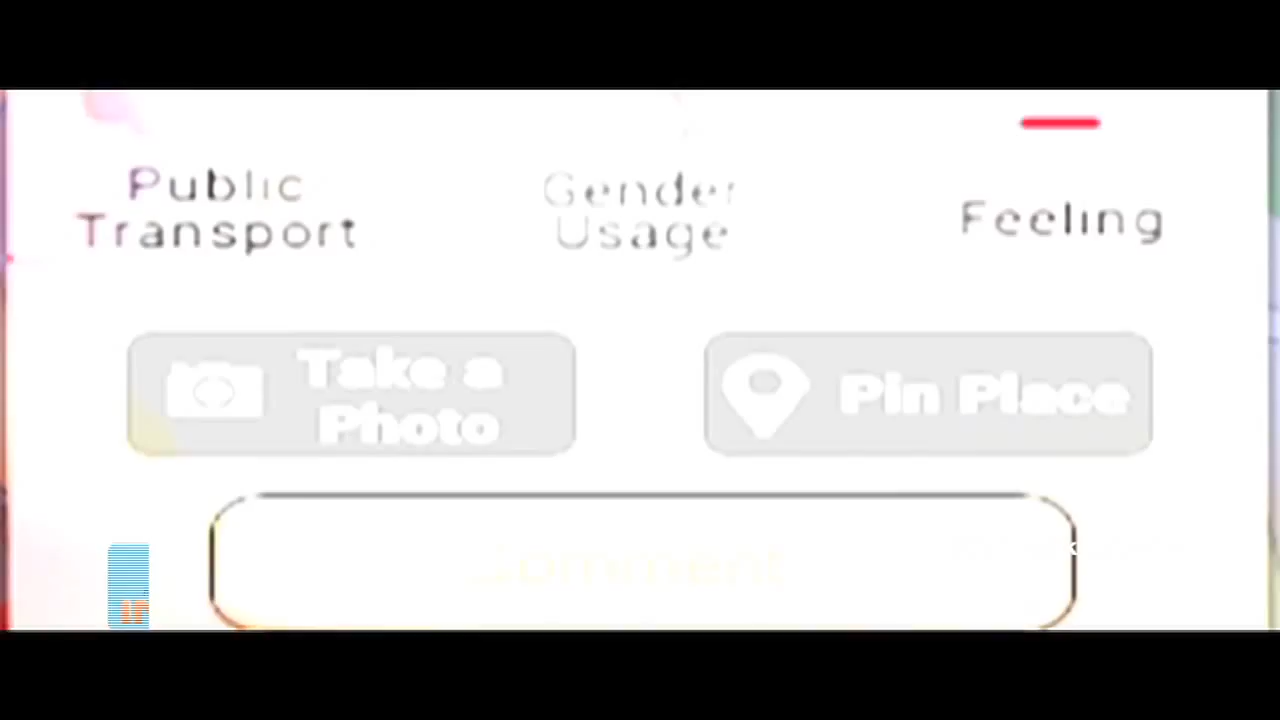 Public
Transport
Gender
Usage
Feeling
Take a
Photo
Pin Place
Comment